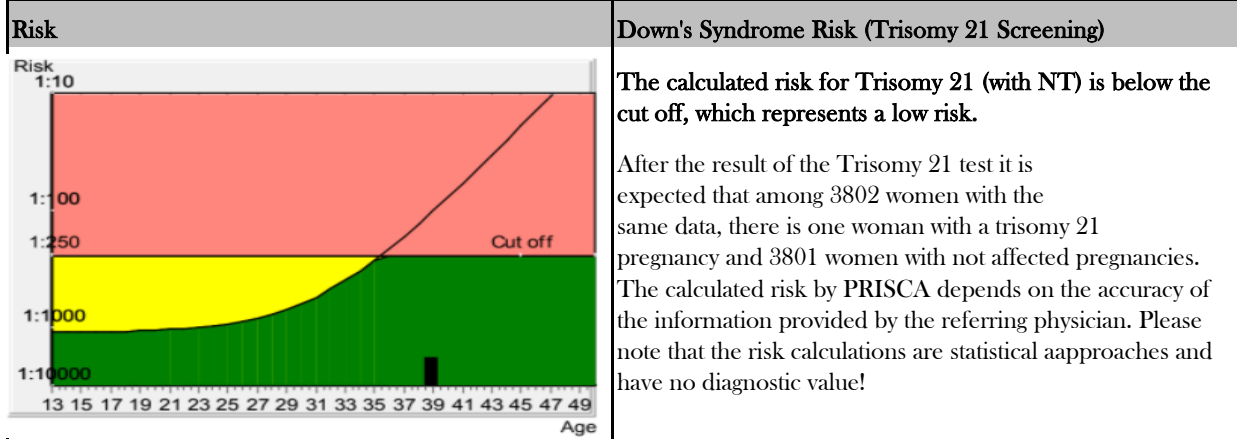 Risk
Down's Syndrome Risk (Trisomy 21 Screening)
Risk
1:10
1:100
1:250
Cut off
1:1000
1:10000
13 15 17 19 21 23 25 27 29 31 33 35 37 39 41 43 45 47 49
Age
The calculated risk for Trisomy 21 (with NT) is below the
cut off, which represents a low risk.
After the result of the Trisomy 21 test it is
expected that among 3802 women with the
same data, there is one woman with a trisomy 21
pregnancy and 3801 women with not affected pregnancies.
The calculated risk by PRISCA depends on the accuracy of
the information provided by the referring physician. Please
note that the risk calculations are statistical aapproaches and
have no diagnostic value!